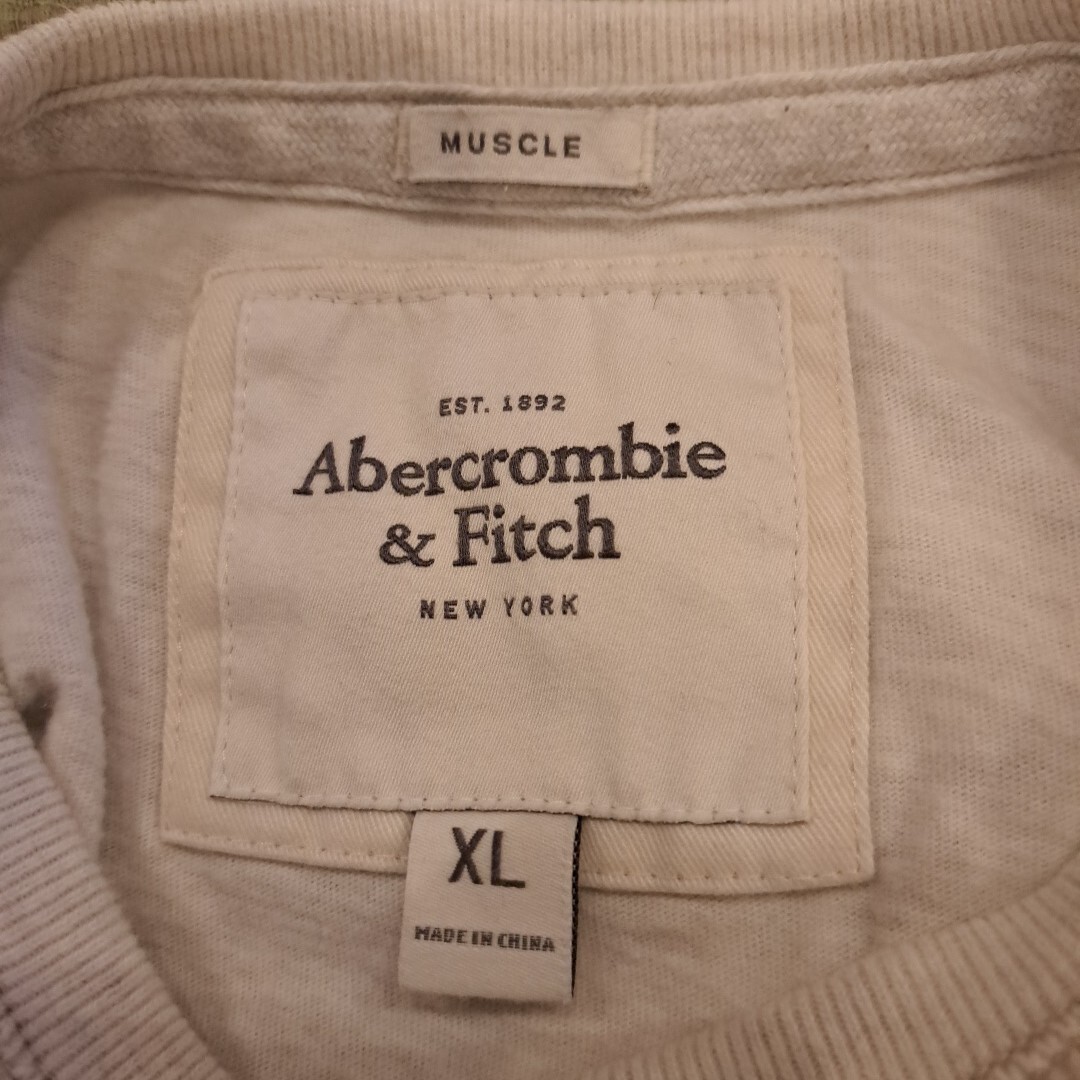 MUSCLE
EST. 1892
Abercrombie
& Fitch
NEW YORK
XL
MADE IN CHINA